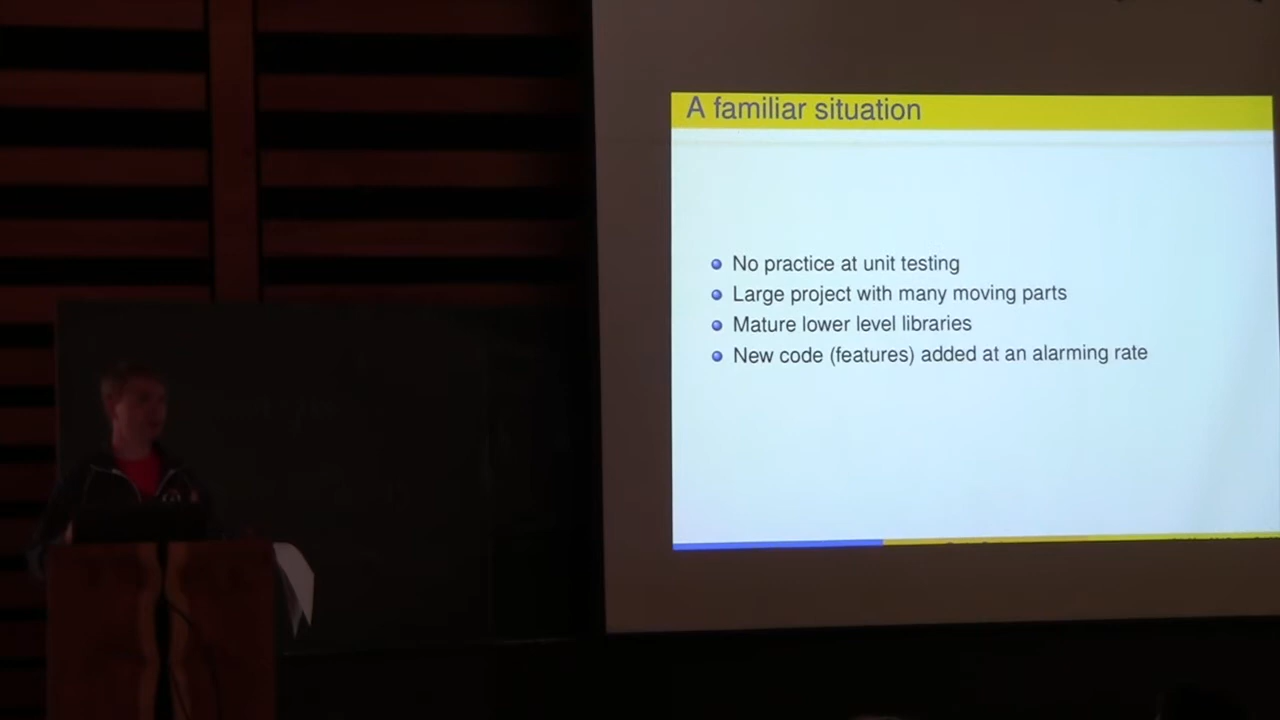 A familiar situation
No practice at unit testing
Large project with many moving parts
Mature lower level libraries
New code (features) added at an alarming rate